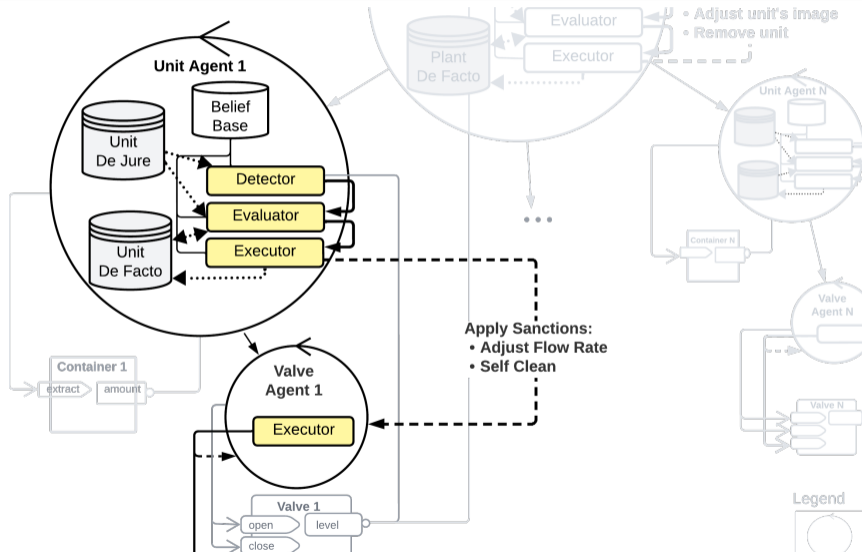 Evaluator
Executor
Plant
De Facto
• Adjust unit's image
• Remove unit
Unit Agent 1
Belief
Base
Unit
De Jure
Detector
Evaluator
Executor
Unit
De Facto
Unit Agent N
Container N
Valve
Agent N
Valve N
Apply Sanctions:
• Adjust Flow Rate
• Self Clean
Container 1
extract
amount
Valve
Agent 1
Executor
Valve 1
open
level
close
Legend